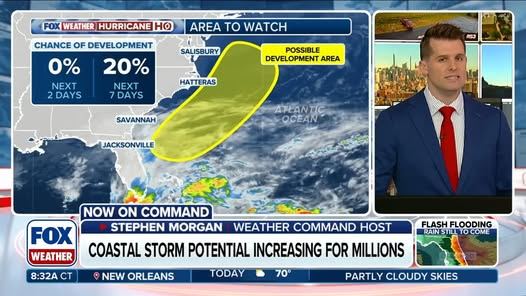 FOX WEATHER HURRICANE HQ
AREA TO WATCH
CHANCE OF DEVELOPMENT
0% 20%
NEXT 2 DAYS
NEXT 7 DAYS
SALISBURY
HATTERAS
SAVANNAH
JACKSONVILLE
POSSIBLE
DEVELOPMENT AREA
ATLANTIC
OCEAN
NOW ON COMMAND
STEPHEN MORGAN WEATHER COMMAND HOST
COASTAL STORM POTENTIAL INCREASING FOR MILLIONS
FLASH FLOODING
RAIN STILL TO COME
FOX
WEATHER
8:32A CT
NEW ORLEANS
TODAY 70°
PARTLY CLOUDY SKIES